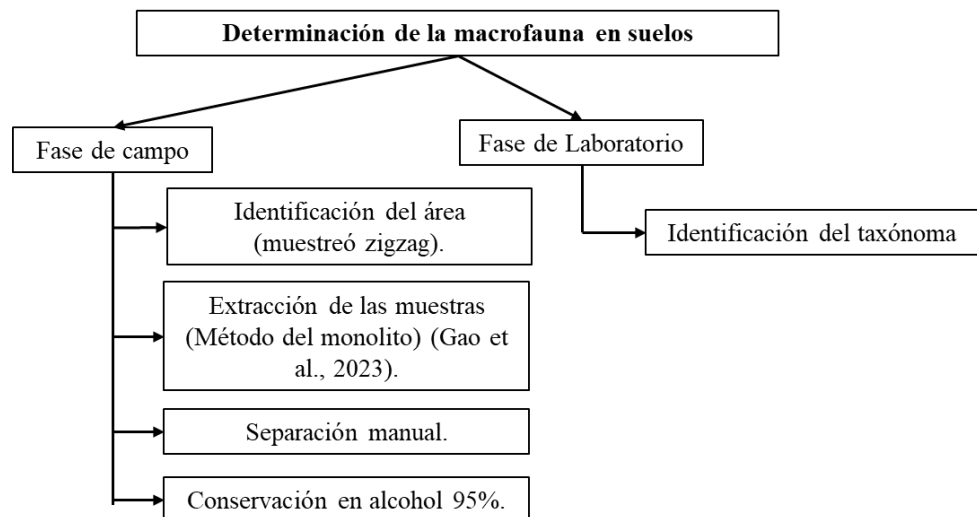 Determinación de la macrofauna en suelos
Fase de campo
Fase de Laboratorio
Identificación del área
(muestreó zigzag).
Identificación del taxónoma
Extracción de las muestras
(Método del monolito) (Gao et
al., 2023).
Separación manual.
Conservación en alcohol 95%.